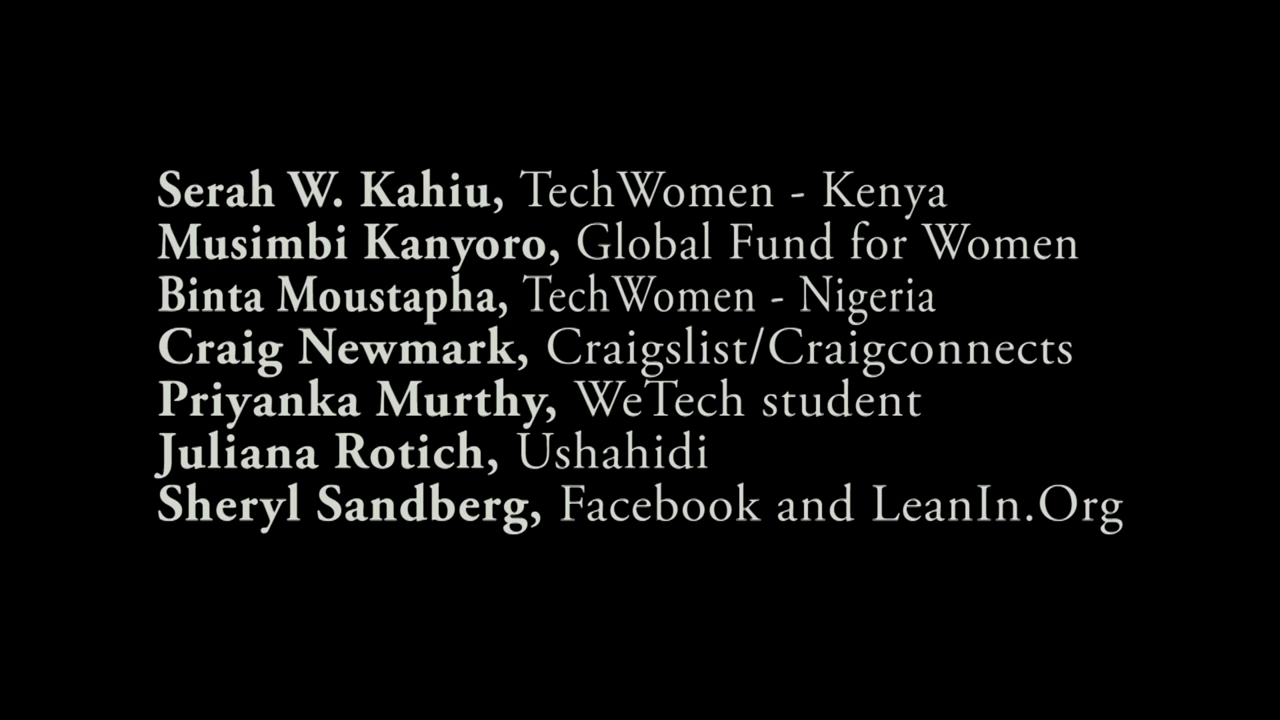 Serah W. Kahiu, TechWomen - Kenya
Musimbi Kanyoro, Global Fund for Women
Binta Moustapha, TechWomen - Nigeria
Craig Newmark, Craigslist/Craigconnects
Priyanka Murthy, WeTech student
Juliana Rotich, Ushahidi
Sheryl Sandberg, Facebook and LeanIn.Org